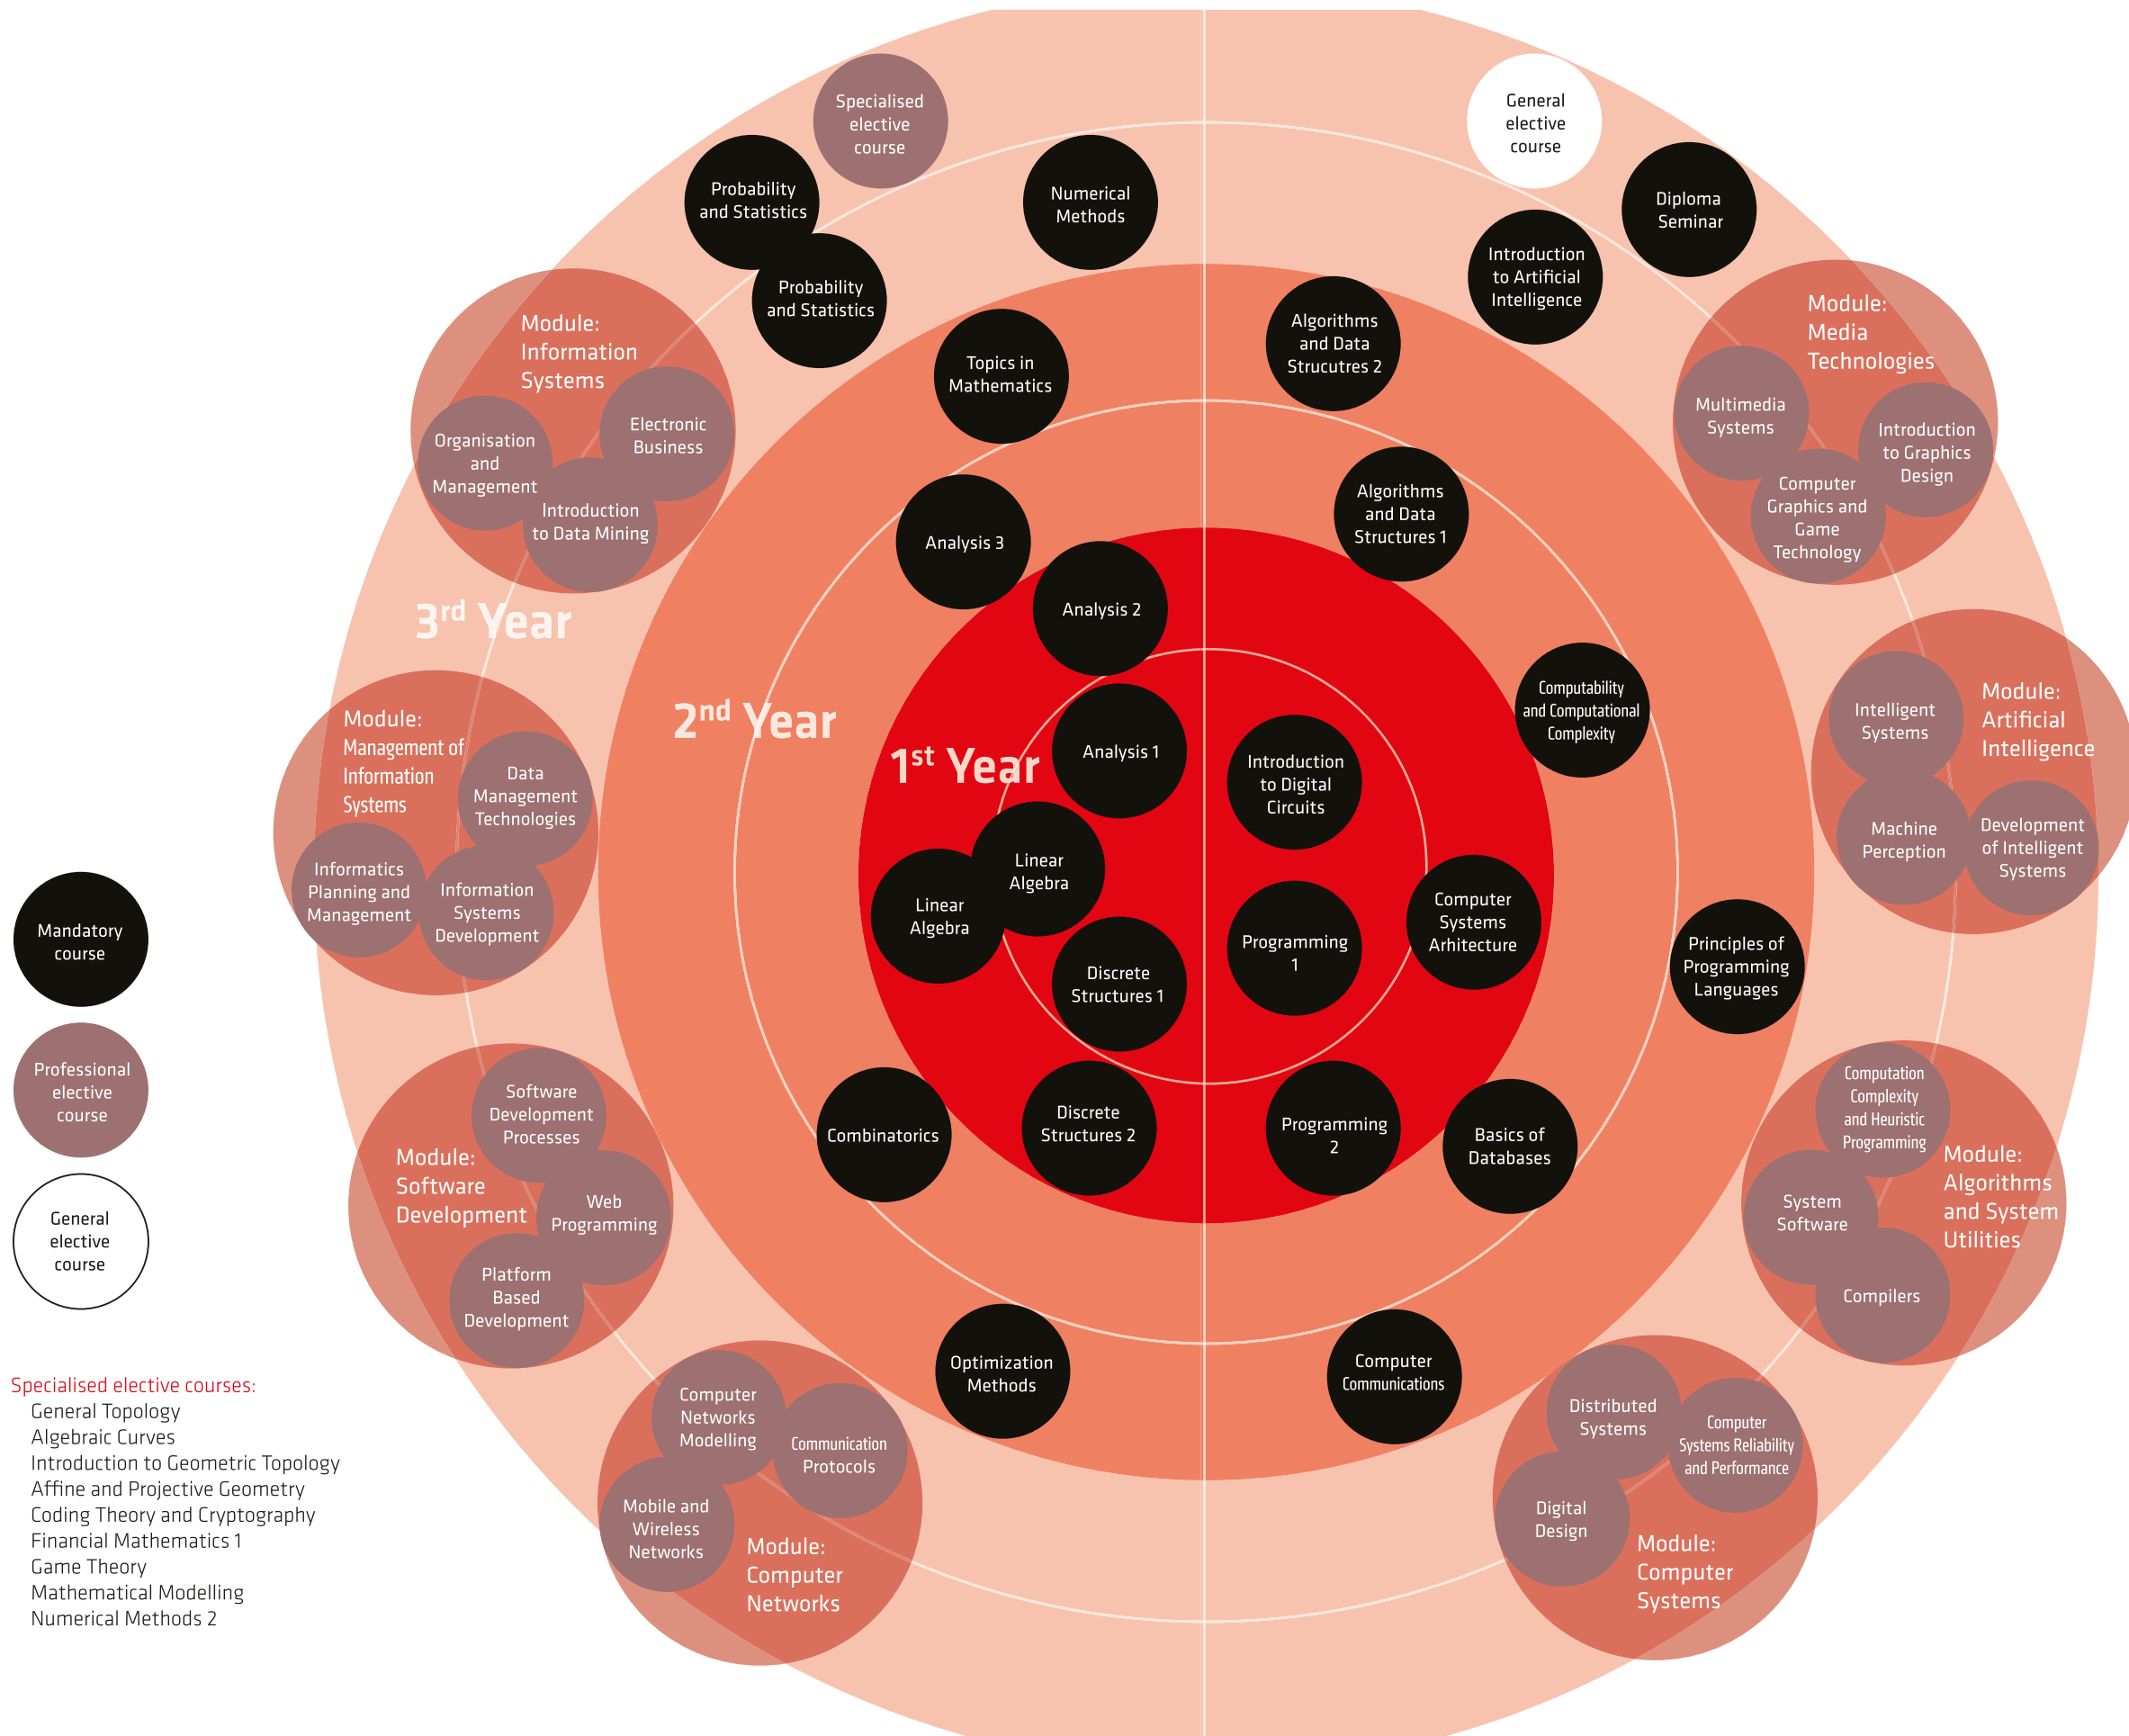 Specialised
elective
course
General
elective
course
Probability
and Statistics
Numerical
Methods
Diploma
Seminar
Probability
and Statistics
Introduction
to Artificial
Intelligence
Module:
Information
Systems
Organisation
and
Management
Electronic
Business
Introduction
to Data Mining
Topics in
Mathematics
Algorithms
and Data
Strucutres 2
Module:
Media
Technologies
Multimedia
Systems
Introduction
to Graphics
Design
Computer
Graphics and
Game
Technology
Analysis 3
Algorithms
and Data
Structures 1
Analysis 2
3rd Year
2nd Year
1st Year
Analysis 1
Introduction
to Digital
Circuits
Computability
and Computational
Complexity
Module:
Artificial
Intelligence
Intelligent
Systems
Machine
Perception
Development
of Intelligent
Systems
Module:
Management of
Information
Systems
Data
Management
Technologies
Informatics
Planning and
Management
Information
Systems
Development
Linear
Algebra
Linear
Algebra
Computer
Systems
Arhitecture
Programming
1
Discrete
Structures 1
Principles of
Programming
Languages
Mandatory
course
Professional
elective
course
General
elective
course
Software
Development
Processes
Module:
Software
Development
Web
Programming
Platform
Based
Development
Combinatorics
Discrete
Structures 2
Programming
2
Basics of
Databases
Computation
Complexity
and Heuristic
Programming
Module:
Algorithms
and System
Utilities
System
Software
Compilers
Optimization
Methods
Computer
Communications
Computer
Networks
Modelling
Communication
Protocols
Mobile and
Wireless
Networks
Module:
Computer
Networks
Distributed
Systems
Computer
Systems Reliability
and Performance
Digital
Design
Module:
Computer
Systems
Specialised elective courses:
General Topology
Algebraic Curves
Introduction to Geometric Topology
Affine and Projective Geometry
Coding Theory and Cryptography
Financial Mathematics 1
Game Theory
Mathematical Modelling
Numerical Methods 2